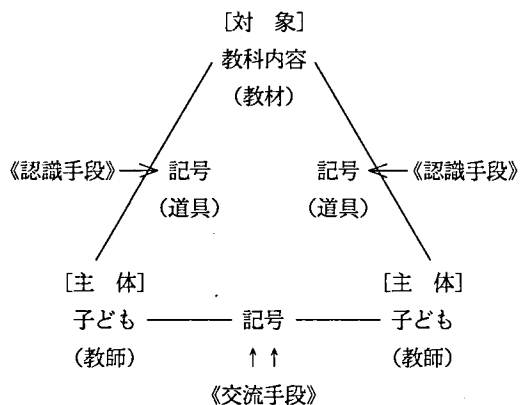 [対　象]
教科内容
(教材)
《認識手段》 記号 記号 《認識手段》
(道具) (道具)
[主　体] [主　体]
子ども 記号 子ども
(教師) (教師)
《交流手段》